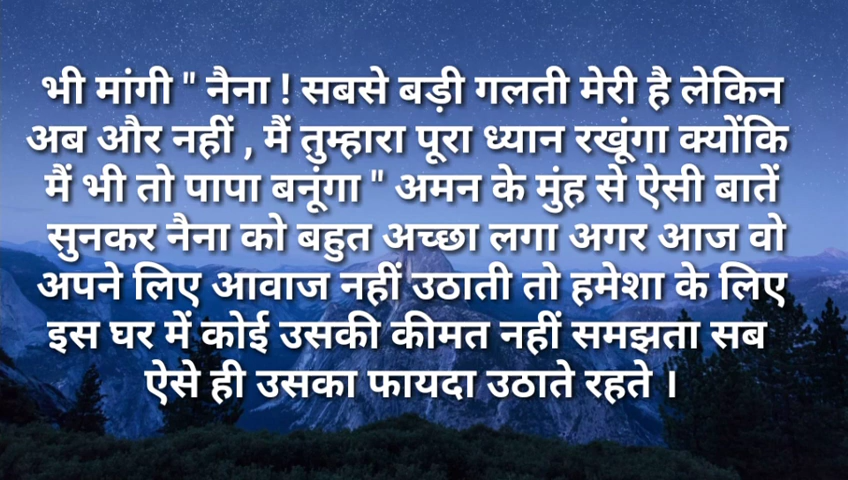 भी मांगी " नैना ! सबसे बड़ी गलती मेरी है लेकिन
अब और नहीं , मैं तुम्हारा पूरा ध्यान रखूंगा क्योंकि
मैं भी तो पापा बनूंगा " अमन के मुंह से ऐसी बातें
सुनकर नैना को बहुत अच्छा लगा अगर आज वो
अपने लिए आवाज नहीं उठाती तो हमेशा के लिए
इस घर में कोई उसकी कीमत नहीं समझता सब
ऐसे ही उसका फायदा उठाते रहते ।